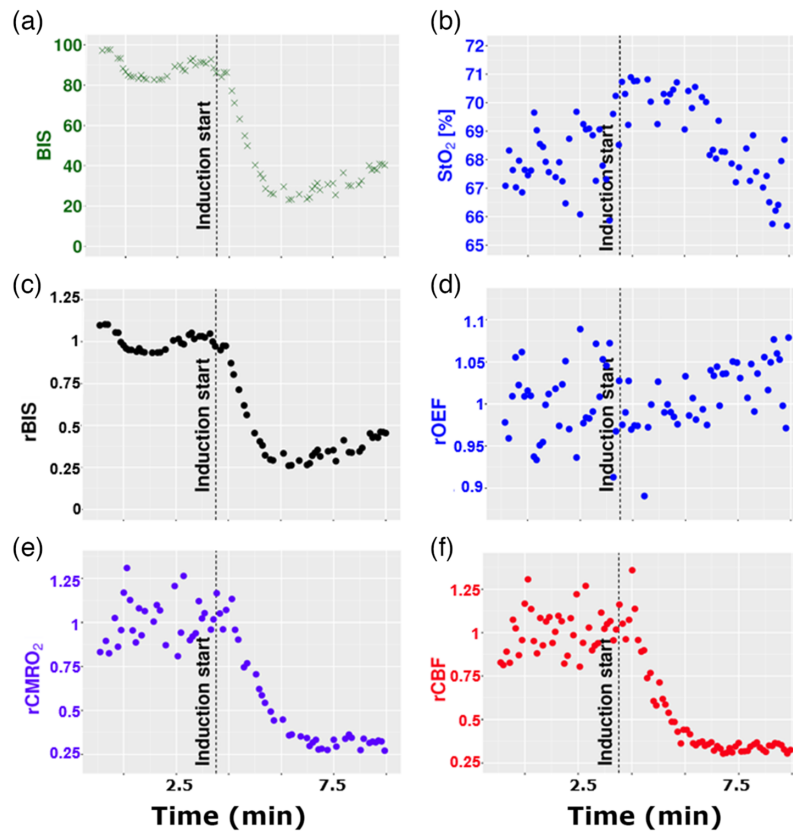 (a)
100
80
60
40
20
0
BIS
Induction start
(b)
72
71
70
69
68
67
66
65
StO2 [%]
Induction start
(c)
1.25
1
0.75
0.5
0.25
0
rBIS
Induction start
(d)
1.1
1.05
1
0.95
0.9
rOEF
Induction start
(e)
1.25
1
0.75
0.5
0.25
rCMRO2
Induction start
2.5 7.5
Time (min)
(f)
1.25
1
0.75
0.5
0.25
rCBF
Induction start
2.5 7.5
Time (min)